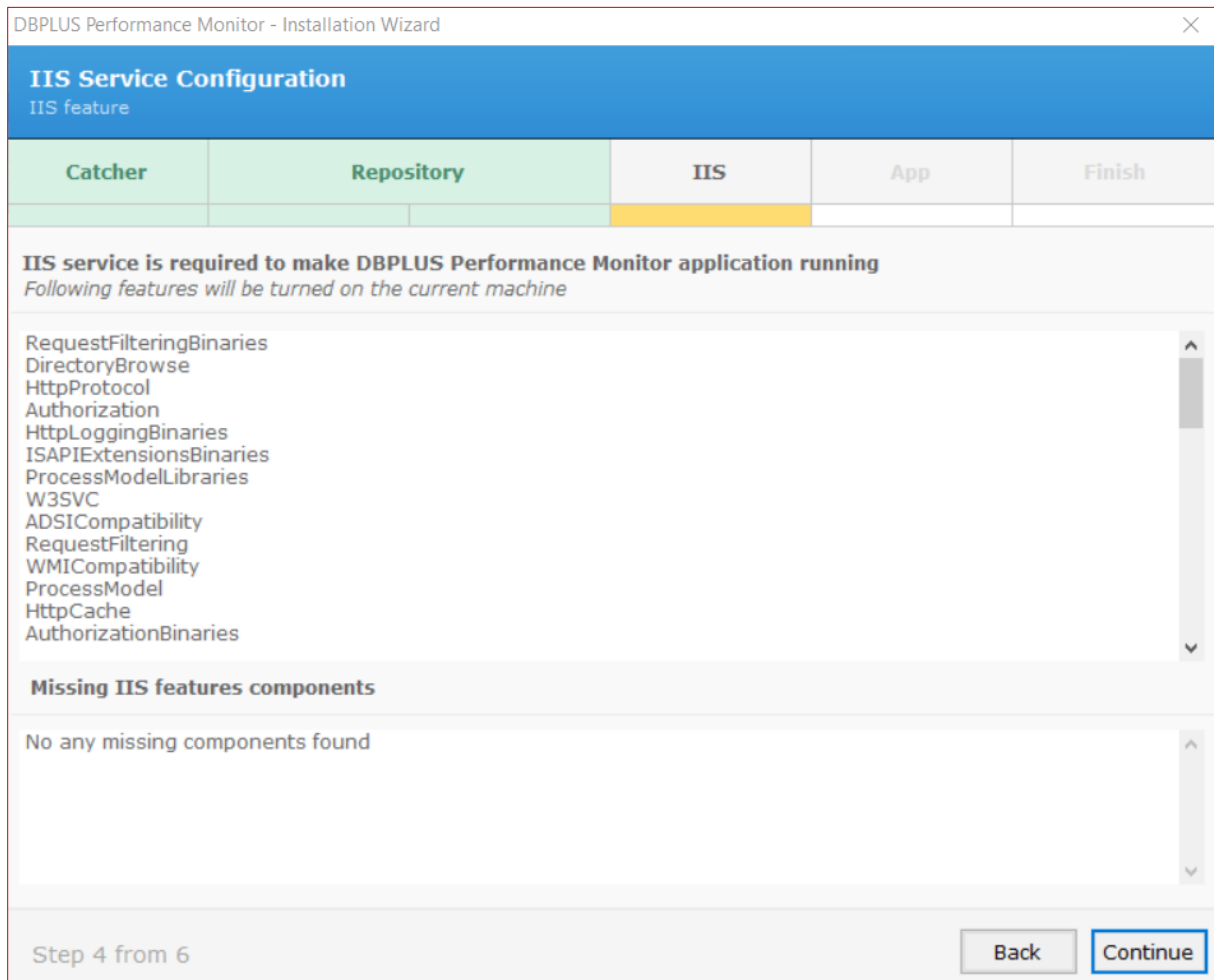 DBPLUS Performance Monitor - Installation Wizard
IIS Service Configuration
IIS feature
Catcher Repository IIS App Finish
IIS service is required to make DBPLUS Performance Monitor application running
Following features will be turned on the current machine
RequestFilteringBinaries
DirectoryBrowse
HttpProtocol
Authorization
HttpLoggingBinaries
ISAPIExtensionsBinaries
ProcessModelLibraries
W3SVC
ADSICompatibility
RequestFiltering
WMICompatibility
ProcessModel
HttpCache
AuthorizationBinaries
Missing IIS features components
No any missing components found
Step 4 from 6
Back Continue